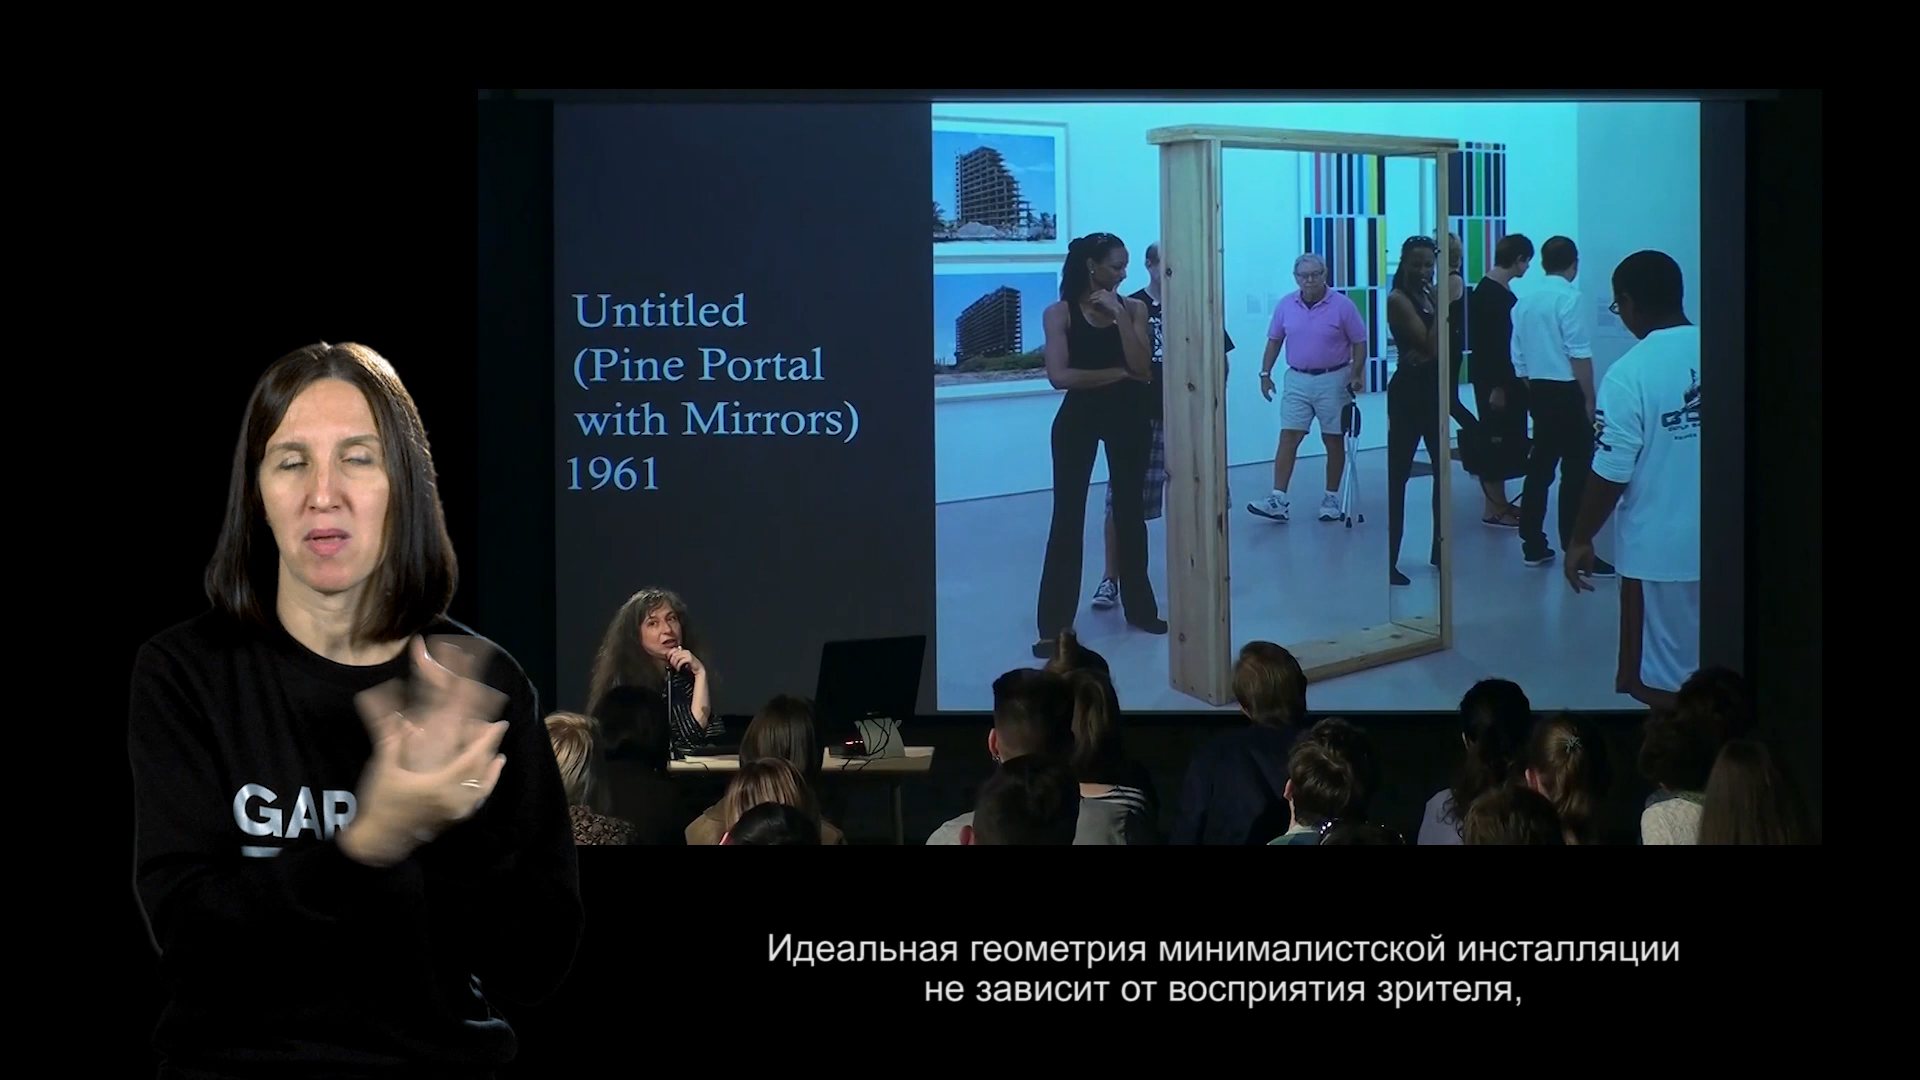 Untitled
(Pine Portal
with Mirrors)
1961
GAR
Идеальная геометрия минималистской инсталляции
не зависит от восприятия зрителя,